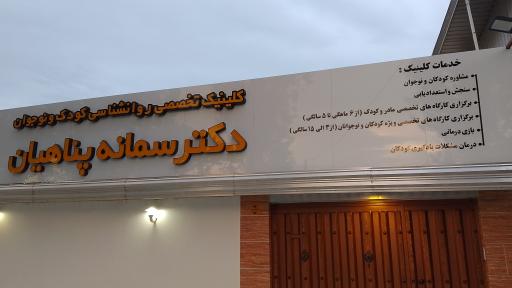 کلینیک تخصصی روانشناسی کودک و نوجوان
دکتر سمانه پناهیان
خدمات کلینیک :
• مشاوره کودکان و نوجوان
• سنجش و استعدادیابی
• برگزاری کارگاه های تخصصی مادر و کودک ( از ۶ ماهگی تا ۵ سالگی )
• برگزاری کارگاه های تخصصی ویژه کودکان و نوجوانان ( از ۳ الی ۱۵ سالگی )
• بازی درمانی
• درمان مشکلات یادگیری کودکان